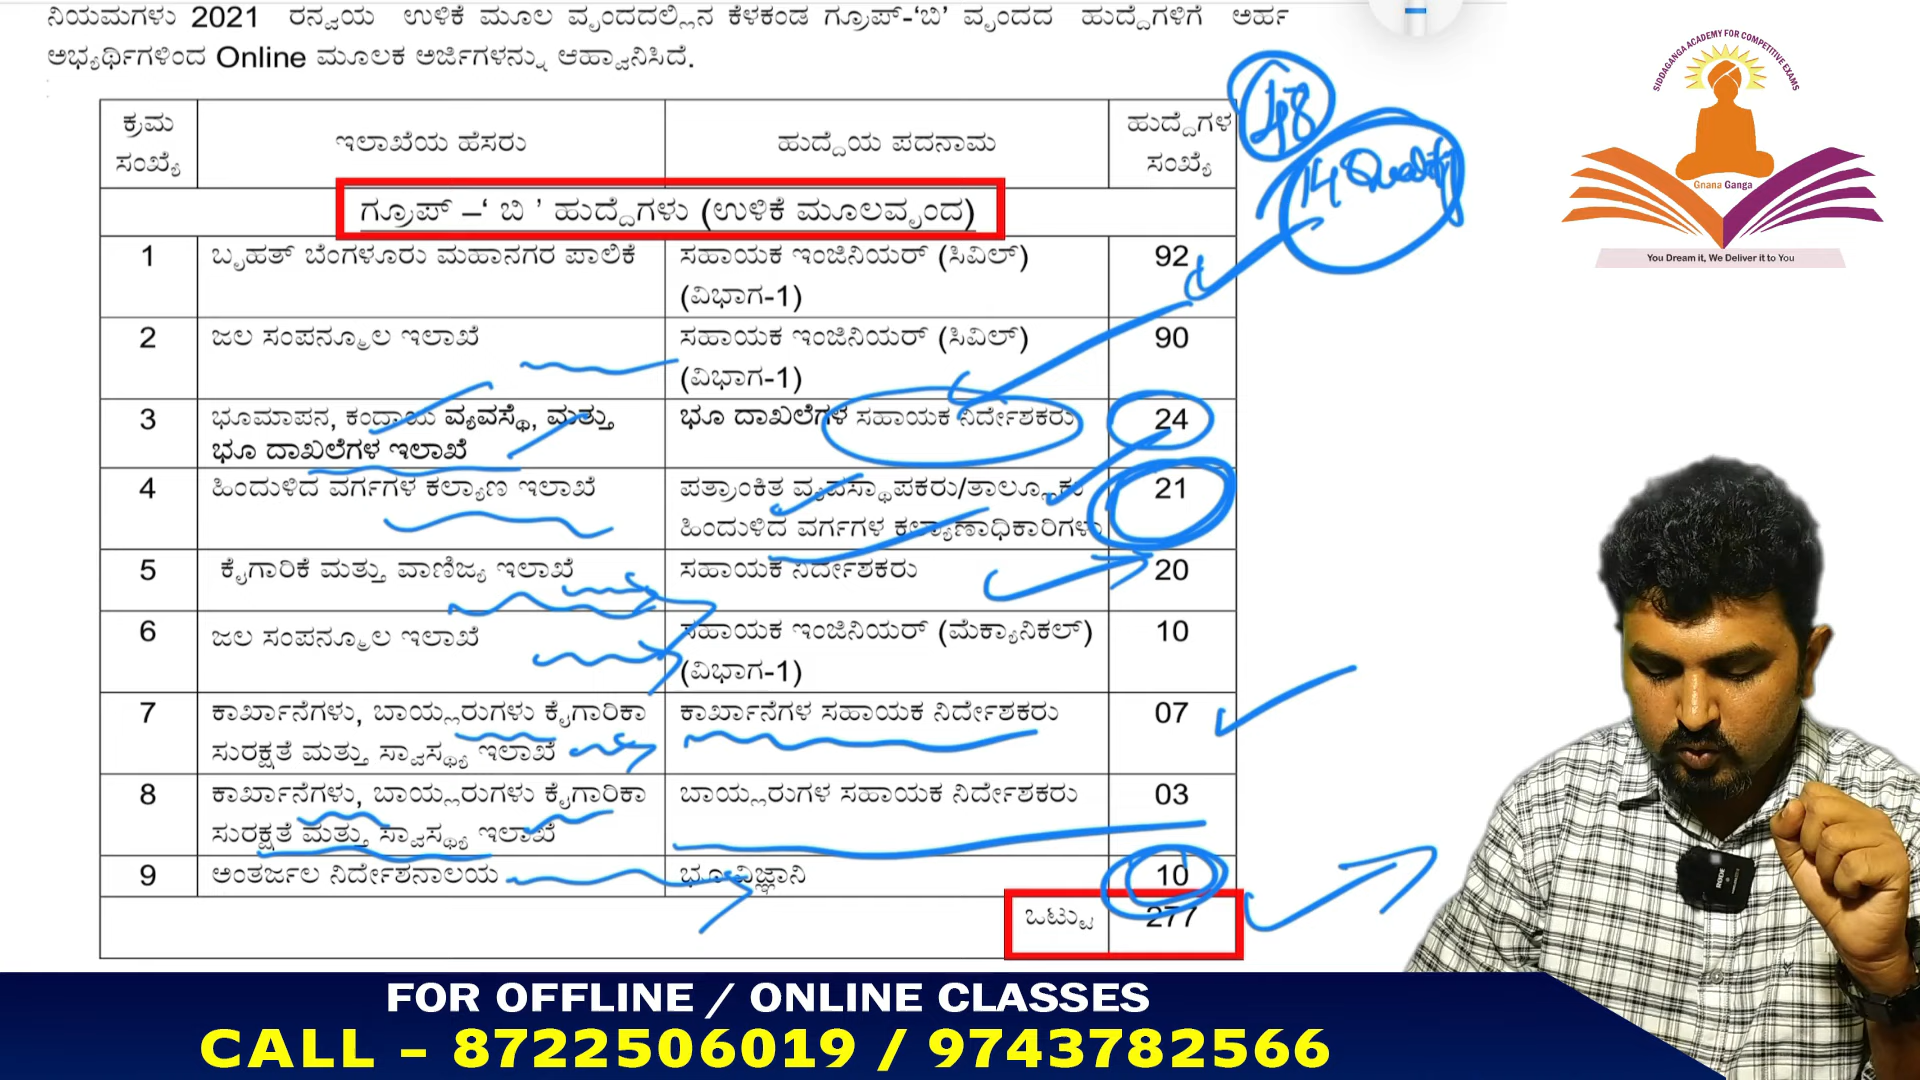 ನಿಯಮಗಳು 2021 ರನ್ವಯ ಉಳಿಕೆ ಮೂಲ ವೃಂದದಲ್ಲಿನ ಕೆಳಕಂಡ ಗ್ರೂಪ್-‘ಬಿ’ ವೃಂದದ ಹುದ್ದೆಗಳಿಗೆ ಅರ್ಹ
ಅಭ್ಯರ್ಥಿಗಳಿಂದ Online ಮೂಲಕ ಅರ್ಜಿಗಳನ್ನು ಆಹ್ವಾನಿಸಿದೆ.
ಕ್ರಮ ಸಂಖ್ಯೆ ಇಲಾಖೆಯ ಹೆಸರು ಹುದ್ದೆಯ ಪದನಾಮ ಹುದ್ದೆಗಳ ಸಂಖ್ಯೆ
48
14 Qualify
ಗ್ರೂಪ್ –‘ ಬಿ ’ ಹುದ್ದೆಗಳು (ಉಳಿಕೆ ಮೂಲವೃಂದ)
1 ಬೃಹತ್ ಬೆಂಗಳೂರು ಮಹಾನಗರ ಪಾಲಿಕೆ ಸಹಾಯಕ ಇಂಜಿನಿಯರ್ (ಸಿವಿಲ್) 92
(ವಿಭಾಗ-1)
2 ಜಲ ಸಂಪನ್ಮೂಲ ಇಲಾಖೆ ಸಹಾಯಕ ಇಂಜಿನಿಯರ್ (ಸಿವಿಲ್) 90
(ವಿಭಾಗ-1)
3 ಭೂಮಾಪನ, ಕಂದಾಯ ವ್ಯವಸ್ಥೆ, ಮತ್ತು ಭೂ ದಾಖಲೆಗಳ ಸಹಾಯಕ ನಿರ್ದೇಶಕರು 24
ಭೂ ದಾಖಲೆಗಳ ಇಲಾಖೆ
4 ಹಿಂದುಳಿದ ವರ್ಗಗಳ ಕಲ್ಯಾಣ ಇಲಾಖೆ ಪತ್ರಾಂಕಿತ ವ್ಯವಸ್ಥಾಪಕರು/ತಾಲ್ಲೂಕು 21
ಹಿಂದುಳಿದ ವರ್ಗಗಳ ಕಲ್ಯಾಣಾಧಿಕಾರಿಗಳು
5 ಕೈಗಾರಿಕೆ ಮತ್ತು ವಾಣಿಜ್ಯ ಇಲಾಖೆ ಸಹಾಯಕ ನಿರ್ದೇಶಕರು 20
6 ಜಲ ಸಂಪನ್ಮೂಲ ಇಲಾಖೆ ಸಹಾಯಕ ಇಂಜಿನಿಯರ್ (ಮೆಕ್ಯಾನಿಕಲ್) 10
(ವಿಭಾಗ-1)
7 ಕಾರ್ಖಾನೆಗಳು, ಬಾಯ್ಲರುಗಳು ಕೈಗಾರಿಕಾ ಕಾರ್ಖಾನೆಗಳ ಸಹಾಯಕ ನಿರ್ದೇಶಕರು 07
ಸುರಕ್ಷತೆ ಮತ್ತು ಸ್ವಾಸ್ಥ್ಯ ಇಲಾಖೆ
8 ಕಾರ್ಖಾನೆಗಳು, ಬಾಯ್ಲರುಗಳು ಕೈಗಾರಿಕಾ ಬಾಯ್ಲರುಗಳ ಸಹಾಯಕ ನಿರ್ದೇಶಕರು 03
ಸುರಕ್ಷತೆ ಮತ್ತು ಸ್ವಾಸ್ಥ್ಯ ಇಲಾಖೆ
9 ಅಂತರ್ಜಲ ನಿರ್ದೇಶನಾಲಯ ಭೂವಿಜ್ಞಾನಿ 10
ಒಟ್ಟು 277
SIDDAGANGA ACADEMY FOR COMPETITIVE EXAMS
Gnana Ganga
You Dream it, We Deliver it to You
RODE
FOR OFFLINE / ONLINE CLASSES
CALL – 8722506019 / 9743782566